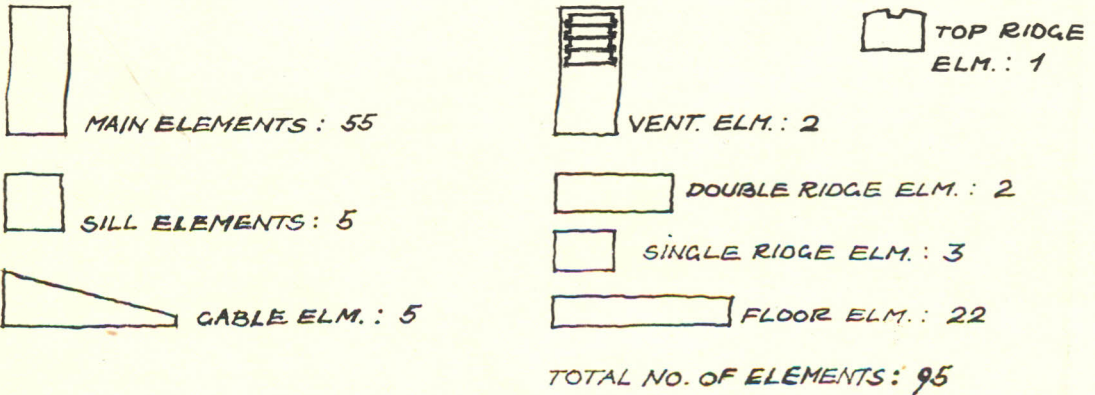 MAIN ELEMENTS: 55
SILL ELEMENTS: 5
GABLE ELM.: 5
VENT. ELM.: 2
TOP RIDGE
ELM.: 1
DOUBLE RIDGE ELM.: 2
SINGLE RIDGE ELM.: 3
FLOOR ELM.: 22
TOTAL NO. OF ELEMENTS: 95